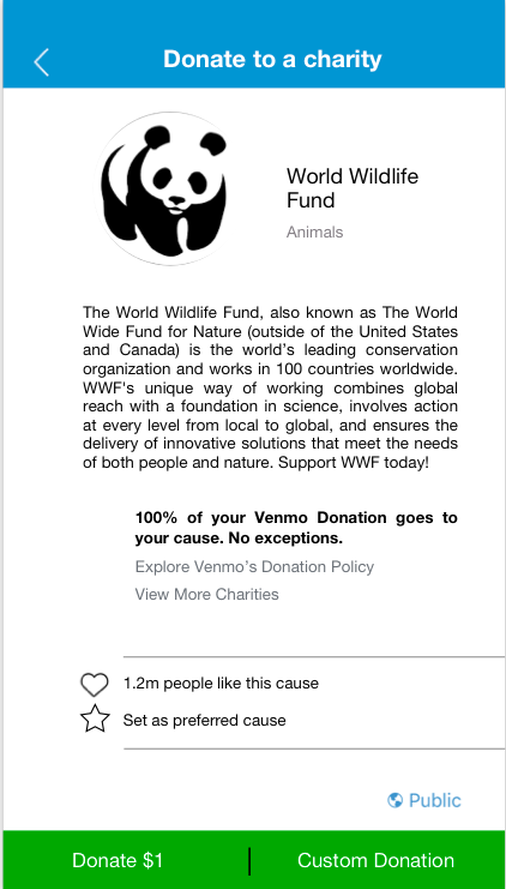 Donate to a charity
World Wildlife
Fund
Animals
The World Wildlife Fund, also known as The World
Wide Fund for Nature (outside of the United States
and Canada) is the world’s leading conservation
organization and works in 100 countries worldwide.
WWF's unique way of working combines global
reach with a foundation in science, involves action
at every level from local to global, and ensures the
delivery of innovative solutions that meet the needs
of both people and nature. Support WWF today!
100% of your Venmo Donation goes to
your cause. No exceptions.
Explore Venmo’s Donation Policy
View More Charities
1.2m people like this cause
Set as preferred cause
Public
Donate $1 | Custom Donation